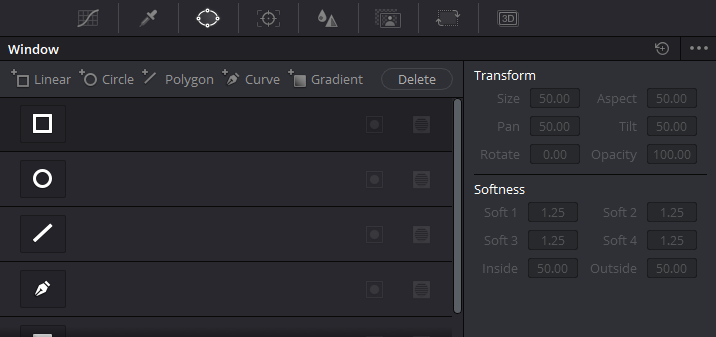 3D
Window
Linear Circle Polygon Curve Gradient Delete
Transform
Size 50.00 Aspect 50.00
Pan 50.00 Tilt 50.00
Rotate 0.00 Opacity 100.00
Softness
Soft 1 1.25 Soft 2 1.25
Soft 3 1.25 Soft 4 1.25
Inside 50.00 Outside 50.00